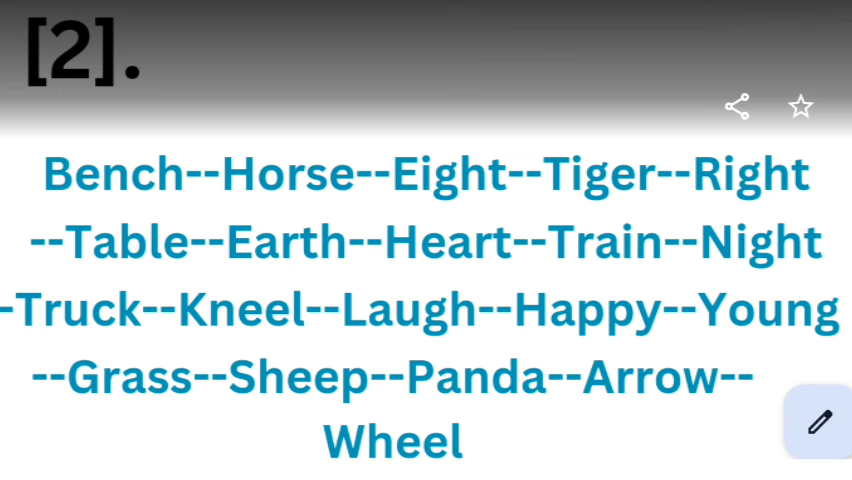 [2].
Bench--Horse--Eight--Tiger--Right
--Table--Earth--Heart--Train--Night
-Truck--Kneel--Laugh--Happy--Young
--Grass--Sheep--Panda--Arrow--
Wheel